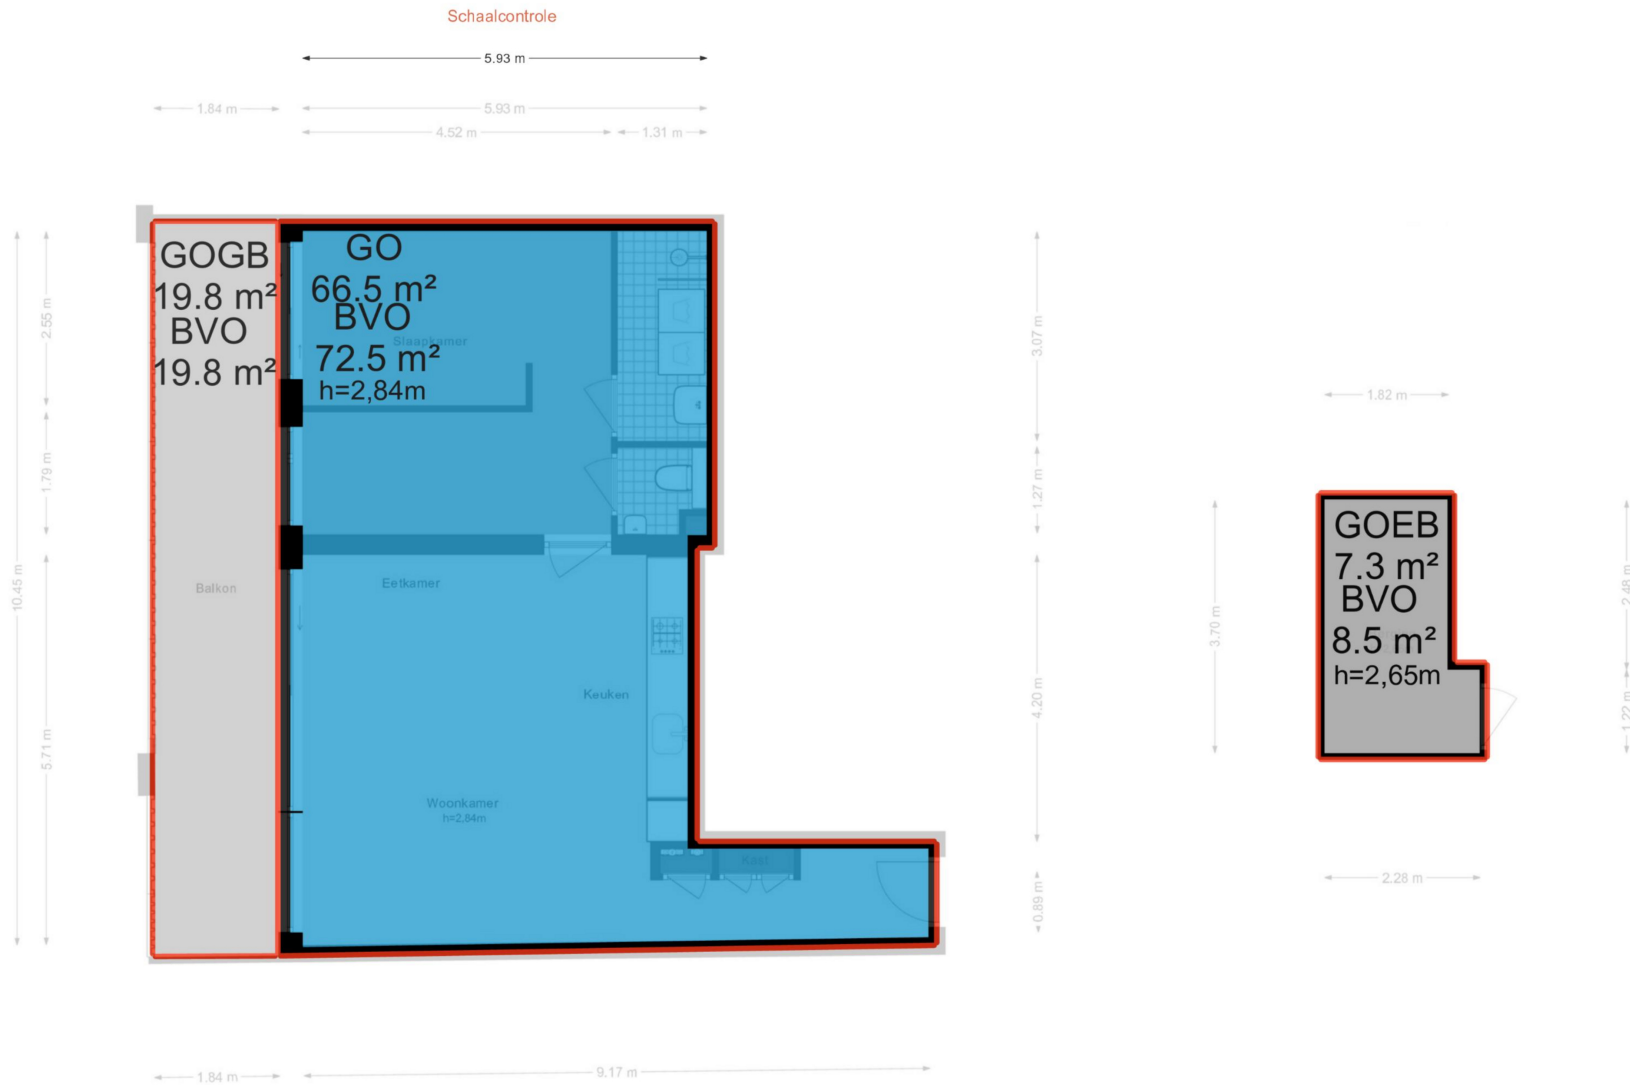 Schaalcontrole
5.93 m
1.84 m
5.93 m
4.52 m
1.31 m
GOGB
19.8 m²
BVO
19.8 m²
GO
66.5 m²
BVO
72.5 m²
h=2,84m
Slaapkamer
2.55 m
1.79 m
10.45 m
5.71 m
Balkon
Eetkamer
Keuken
Woonkamer
h=2,84m
Kast
3.07 m
1.27 m
4.20 m
0.89 m
1.82 m
3.70 m
GOEB
7.3 m²
BVO
8.5 m²
h=2,65m
2.48 m
1.22 m
2.28 m
1.84 m
9.17 m